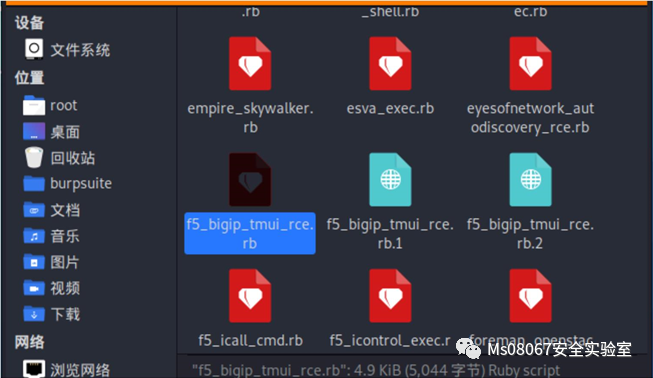 设备
文件系统
位置
root
桌面
回收站
burpsuite
文档
音乐
图片
视频
下载
网络
浏览网络
.rb
_shell.rb
ec.rb
empire_skywalker.
rb
esva_exec.rb
eyesofnetwork_aut
odiscovery_rce.rb
f5_bigip_tmui_rce.
rb
f5_bigip_tmui_rce.
rb.1
f5_bigip_tmui_rce.
rb.2
f5_icall_cmd.rb
f5_icontrol_exec.r
foreman_openstac
Ms08067安全实验室
"f5_bigip_tmui_rce.rb": 4.9 KiB (5,044 字节) Ruby script